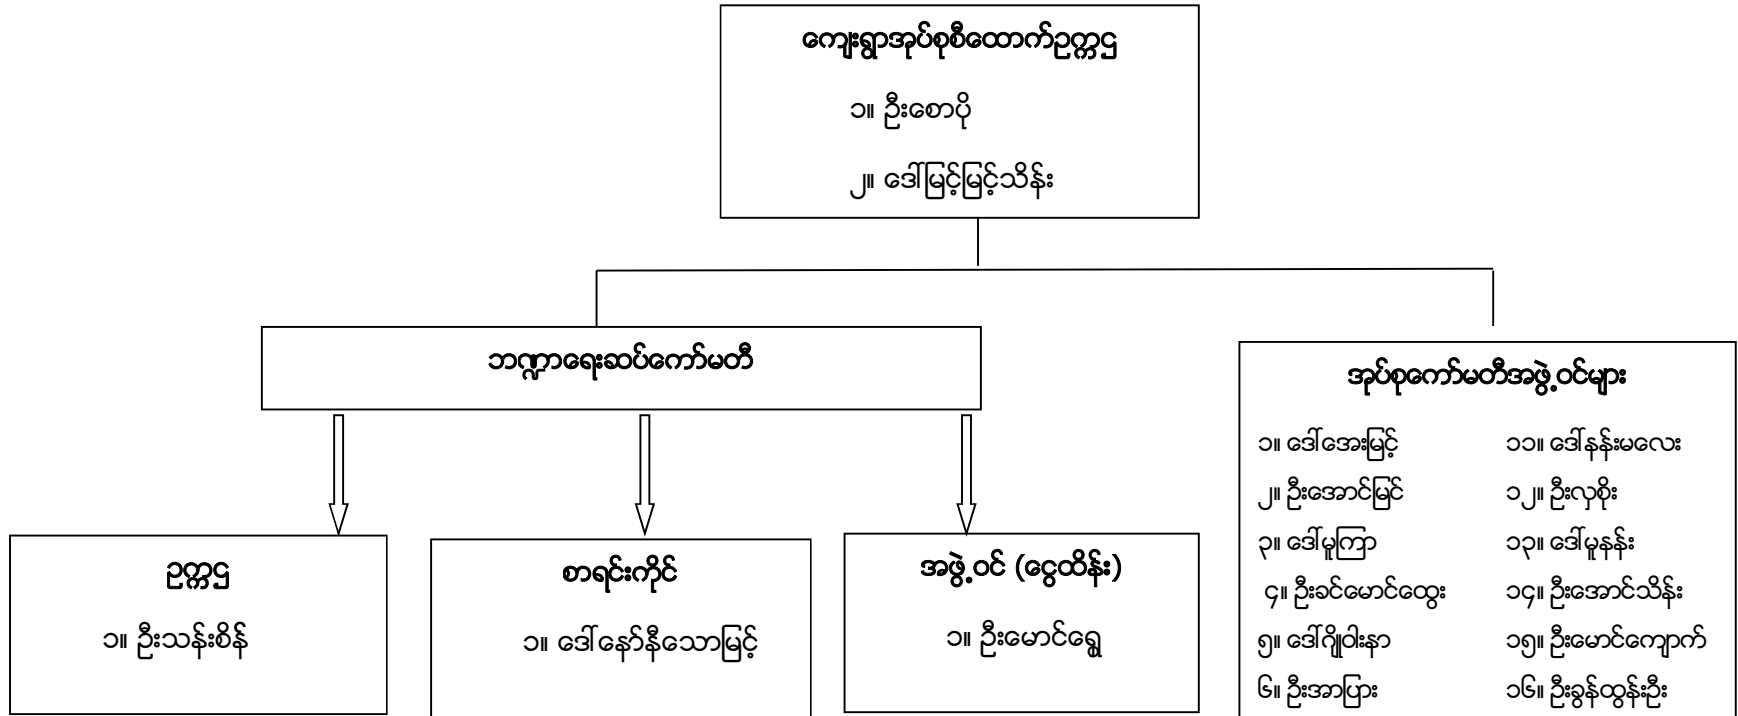 ကျေးရွာအုပ်စုစီထောက်ဥက္ကဌ
၁။ ဦးစောပို
၂။ ဒေါ်မြင့်မြင့်သိန်း
ဘဏ္ဍာရေးဆပ်ကော်မတီ
ဥက္ကဌ
၁။ ဦးသန်းစိန်
စာရင်းကိုင်
၁။ ဒေါ်နော်နီသောမြင့်
အဖွဲ့ဝင် (ငွေထိန်း)
၁။ ဦးမောင်ရွှေ
အုပ်စုကော်မတီအဖွဲ့ဝင်များ
၁။ ဒေါ်အေးမြင့် ၁၁။ ဒေါ်နန်းမလေး
၂။ ဦးအောင်မြင် ၁၂။ ဦးလှစိုး
၃။ ဒေါ်မူကြာ ၁၃။ ဒေါ်မူနန်း
၄။ ဦးခင်မောင်ထွေး ၁၄။ ဦးအောင်သိန်း
၅။ ဒေါ်ဂျိုဝါးနာ ၁၅။ ဦးမောင်ကျောက်
၆။ ဦးအာပြား ၁၆။ ဦးခွန်ထွန်းဦး